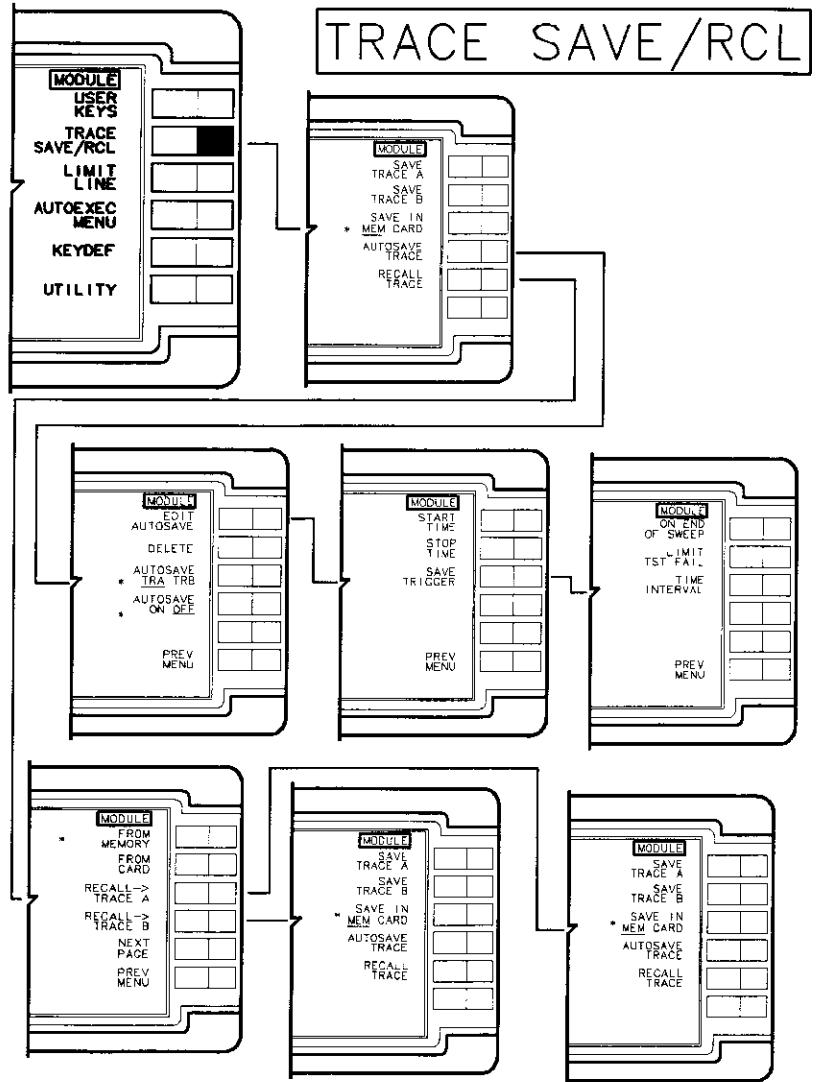 TRACE SAVE/RCL
MODULE
USER
KEYS
TRACE
SAVE/RCL
LIMIT
LINE
AUTOEXEC
MENU
KEYDEF
UTILITY
MODULE
SAVE
TRACE A
SAVE
TRACE B
SAVE IN
* MEM CARD
AUTOSAVE
TRACE
RECALL
TRACE
MODULE
EDIT
AUTOSAVE
DELETE
AUTOSAVE
* TRA TRB
AUTOSAVE
* ON OFF
PREV
MENU
MODULE
START
TIME
STOP
TIME
SAVE
TRIGGER
PREV
MENU
MODULE
ON END
OF SWEEP
LIMIT
TST FAIL
TIME
INTERVAL
PREV
MENU
MODULE
FROM
* MEMORY
FROM
CARD
RECALL->
TRACE A
RECALL->
TRACE B
NEXT
PAGE
PREV
MENU
MODULE
SAVE
TRACE A
SAVE
TRACE B
SAVE IN
* MEM CARD
AUTOSAVE
TRACE
RECALL
TRACE
MODULE
SAVE
TRACE A
SAVE
TRACE B
SAVE IN
* MEM CARD
AUTOSAVE
TRACE
RECALL
TRACE